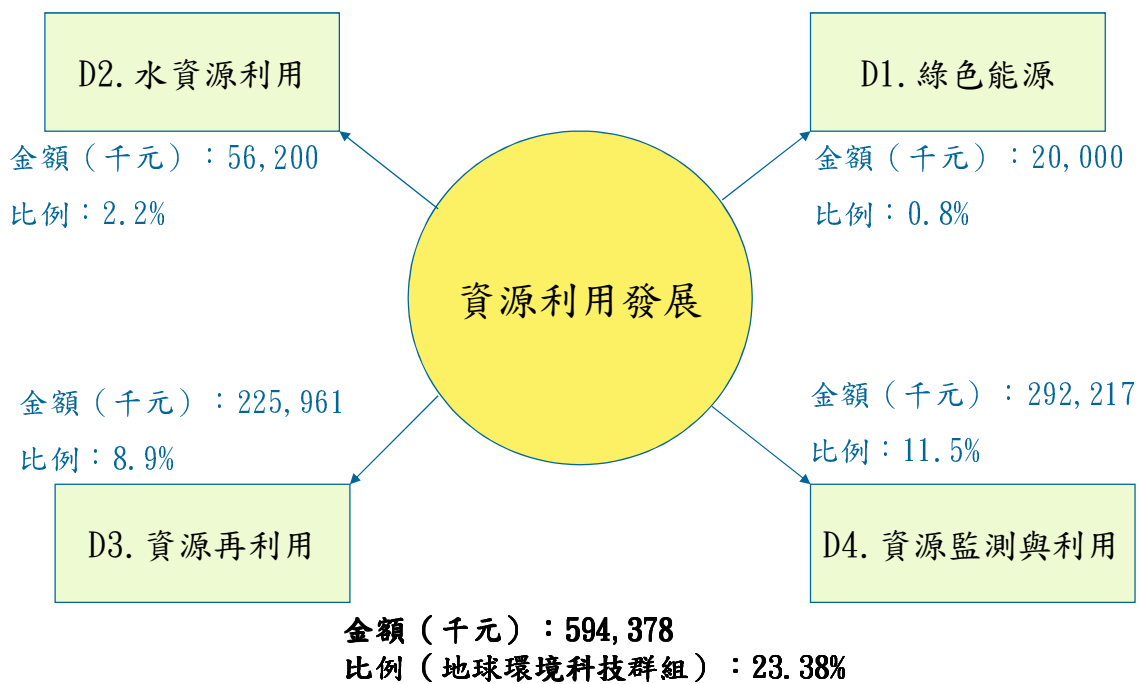 D2. 水資源利用
金額（千元）：56,200
比例：2.2%
D1. 綠色能源
金額（千元）：20,000
比例：0.8%
資源利用發展
金額（千元）：225,961
比例：8.9%
D3. 資源再利用
金額（千元）：292,217
比例：11.5%
D4. 資源監測與利用
金額（千元）：594,378
比例（地球環境科技群組）：23.38%